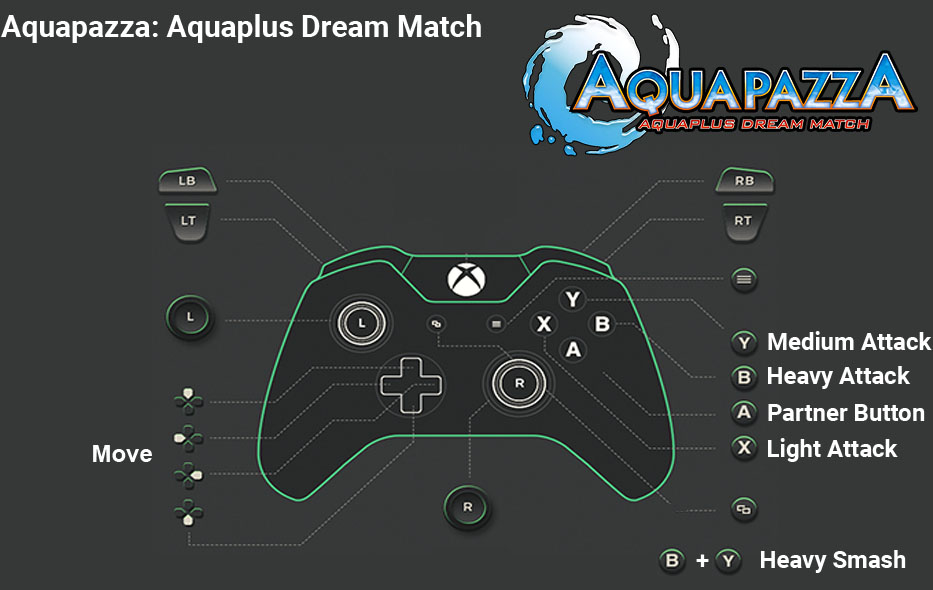 Aquapazza: Aquaplus Dream Match
AQUAPAZZA
AQUAPLUS DREAM MATCH
LB
RB
LT
RT
L
L
Y
X
B
A
R
Y Medium Attack
B Heavy Attack
A Partner Button
X Light Attack
Move
R
B + Y Heavy Smash